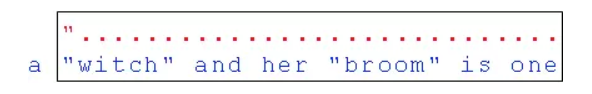 "..............................
a "witch" and her "broom" is one